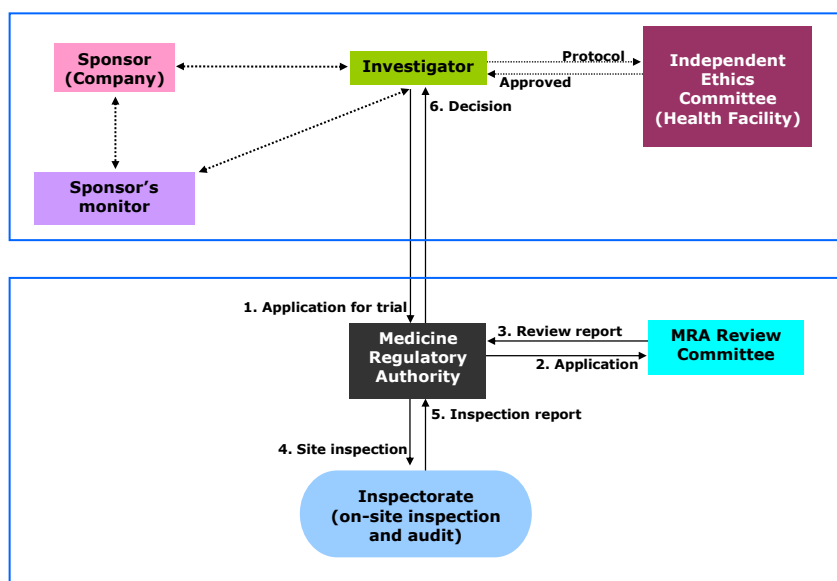 Sponsor
(Company)
Investigator
Protocol
Approved
Independent
Ethics
Committee
(Health Facility)
6. Decision
Sponsor’s
monitor
1. Application for trial
Medicine
Regulatory
Authority
3. Review report
2. Application
MRA Review
Committee
5. Inspection report
4. Site inspection
Inspectorate
(on-site inspection
and audit)